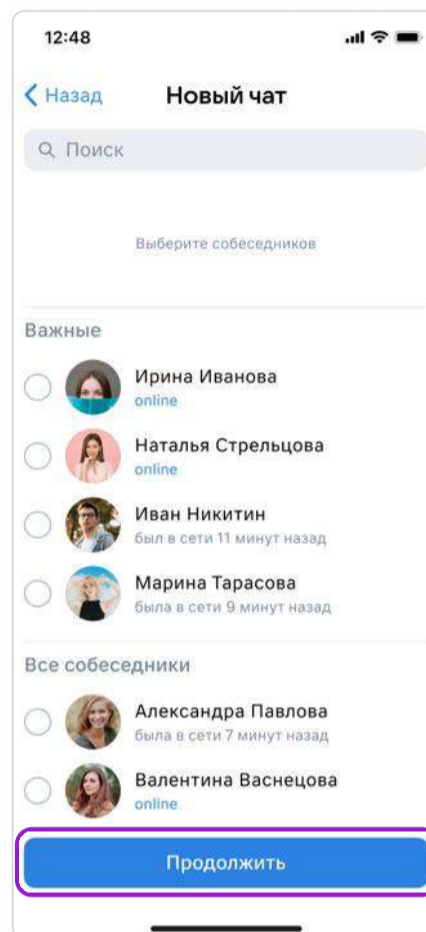 12:48
Назад
Новый чат
Поиск
Выберите собеседников
Важные
Ирина Иванова
online
Наталья Стрельцова
online
Иван Никитин
был в сети 11 минут назад
Марина Тарасова
была в сети 9 минут назад
Все собеседники
Александра Павлова
была в сети 7 минут назад
Валентина Васнецова
online
Продолжить